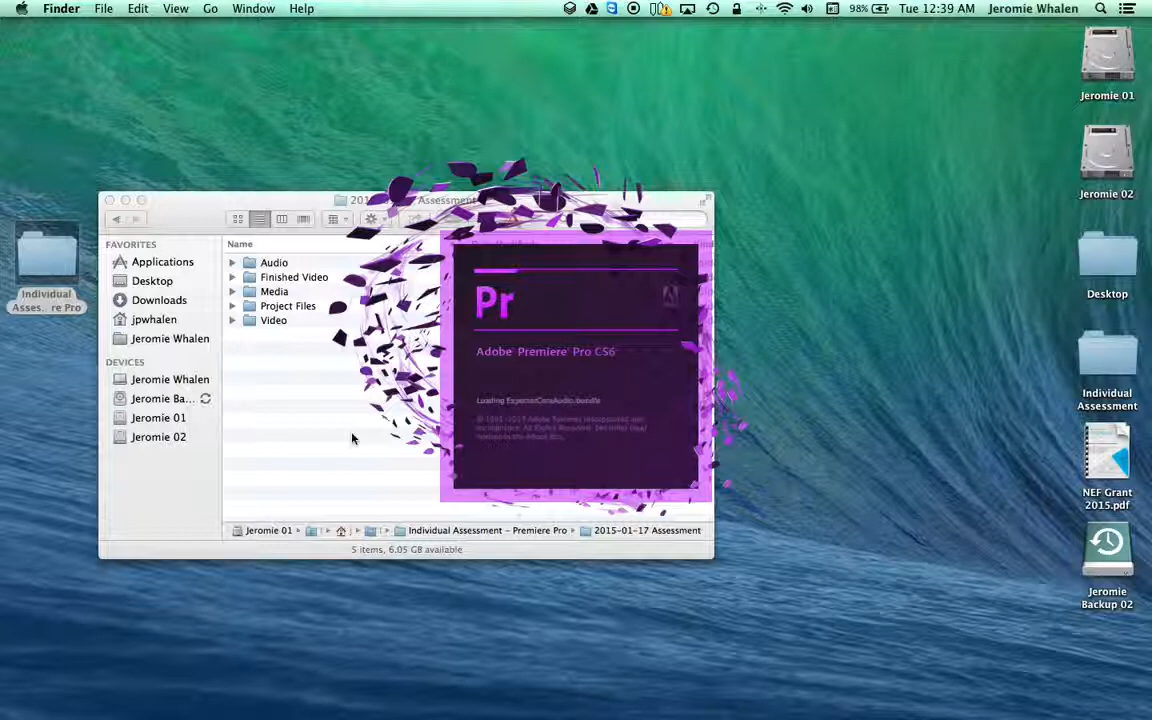 Finder File Edit View Go Window Help
98% Tue 12:39 AM Jeromie Whalen
Jeromie 01
Jeromie 02
Desktop
Individual
Assessment
NEF Grant
2015.pdf
Jeromie
Backup 02
Individual
Asses...re Pro
Assessment
FAVORITES
Applications
Desktop
Downloads
jpwhalen
Jeromie Whalen
DEVICES
Jeromie Whalen
Jeromie Ba...
Jeromie 01
Jeromie 02
Name
Audio
Finished Video
Media
Project Files
Video
Pr
Adobe Premiere Pro CS6
Loading ExporterCoreAudio.bundle
Jeromie 01 Individual Assessment - Premiere Pro 2015-01-17 Assessment
5 items, 6.05 GB available